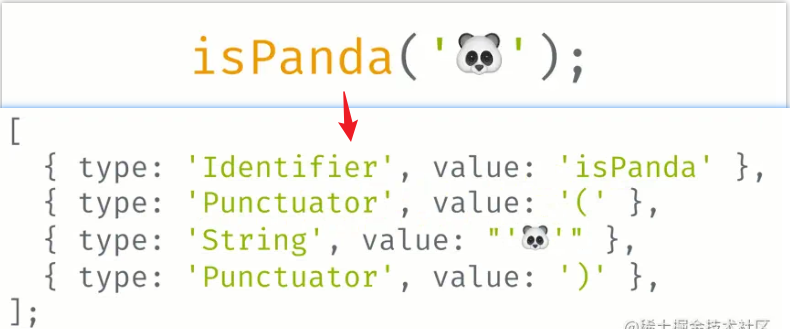 isPanda('🐼');
[
  { type: 'Identifier', value: 'isPanda' },
  { type: 'Punctuator', value: '(' },
  { type: 'String', value: "'🐼'" },
  { type: 'Punctuator', value: ')' },
];
@稀土掘金技术社区